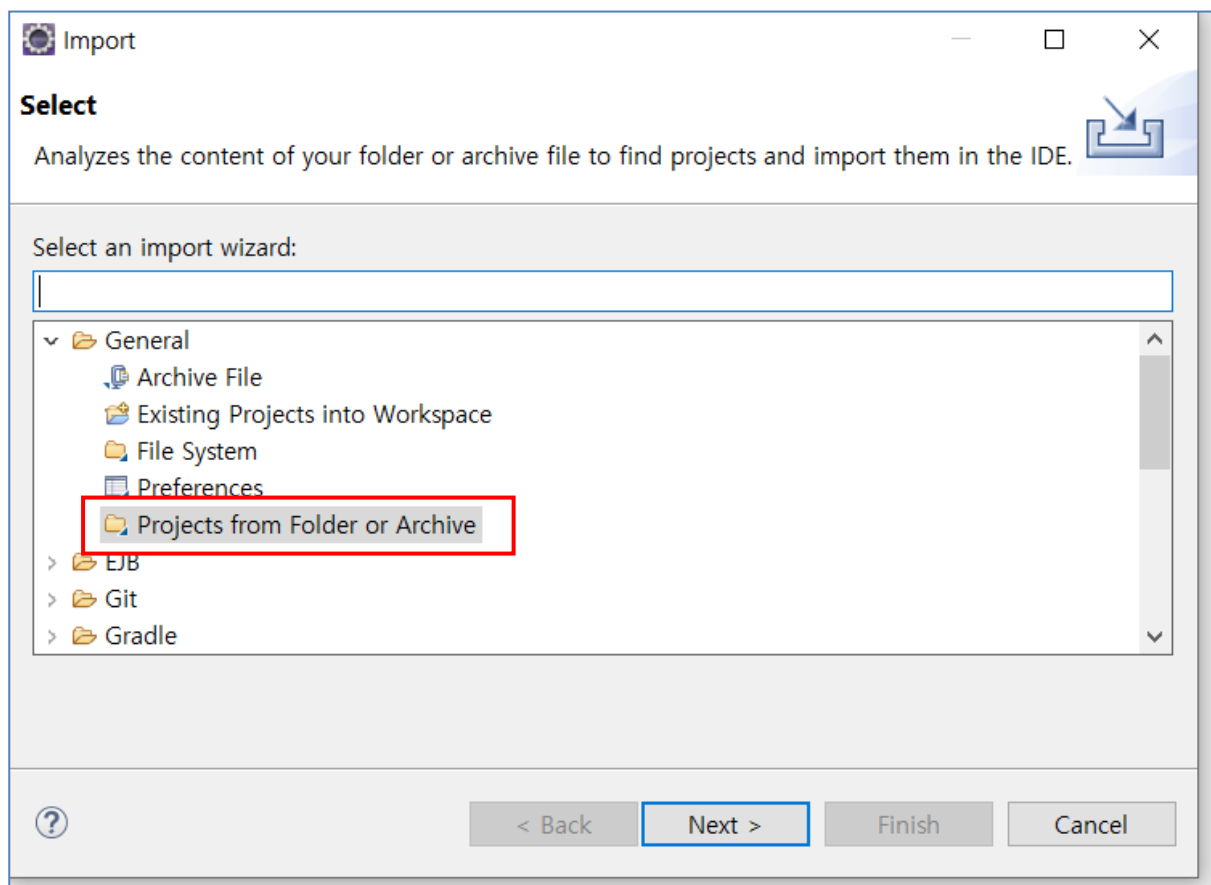 Import
Select
Analyzes the content of your folder or archive file to find projects and import them in the IDE.
Select an import wizard:
General
Archive File
Existing Projects into Workspace
File System
Preferences
Projects from Folder or Archive
EJB
Git
Gradle
? < Back Next > Finish Cancel